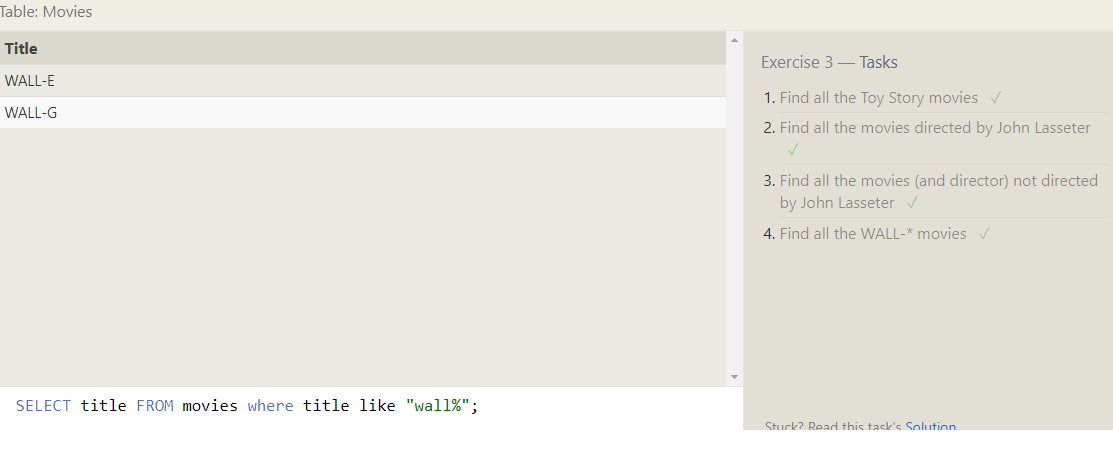 Table: Movies
Title
WALL-E
WALL-G
SELECT title FROM movies where title like "wall%";
Exercise 3 — Tasks
1. Find all the Toy Story movies ✓
2. Find all the movies directed by John Lasseter
✓
3. Find all the movies (and director) not directed
by John Lasseter ✓
4. Find all the WALL-* movies ✓
Stuck? Read this task's Solution